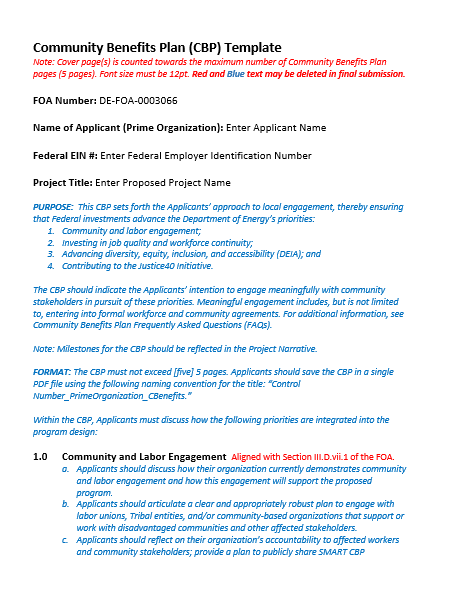 Community Benefits Plan (CBP) Template
Note: Cover page(s) is counted towards the maximum number of Community Benefits Plan
pages (5 pages). Font size must be 12pt. Red and Blue text may be deleted in final submission.
FOA Number: DE-FOA-0003066
Name of Applicant (Prime Organization): Enter Applicant Name
Federal EIN #: Enter Federal Employer Identification Number
Project Title: Enter Proposed Project Name
PURPOSE: This CBP sets forth the Applicants' approach to local engagement, thereby ensuring
that Federal investments advance the Department of Energy's priorities:
1. Community and labor engagement;
2. Investing in job quality and workforce continuity;
3. Advancing diversity, equity, inclusion, and accessibility (DEIA); and
4. Contributing to the Justice40 Initiative.
The CBP should indicate the Applicants' intention to engage meaningfully with community
stakeholders in pursuit of these priorities. Meaningful engagement includes, but is not limited
to, entering into formal workforce and community agreements. For additional information, see
Community Benefits Plan Frequently Asked Questions (FAQs).
Note: Milestones for the CBP should be reflected in the Project Narrative.
FORMAT: The CBP must not exceed [five] 5 pages. Applicants should save the CBP in a single
PDF file using the following naming convention for the title: "Control
Number_PrimeOrganization_CBenefits."
Within the CBP, Applicants must discuss how the following priorities are integrated into the
program design:
1.0 Community and Labor Engagement Aligned with Section III.D.vii.1 of the FOA.
a. Applicants should discuss how their organization currently demonstrates community
and labor engagement and how this engagement will support the proposed
program.
b. Applicants should articulate a clear and appropriately robust plan to engage with
labor unions, Tribal entities, and/or community-based organizations that support or
work with disadvantaged communities and other affected stakeholders.
c. Applicants should reflect on their organization's accountability to affected workers
and community stakeholders; provide a plan to publicly share SMART CBP